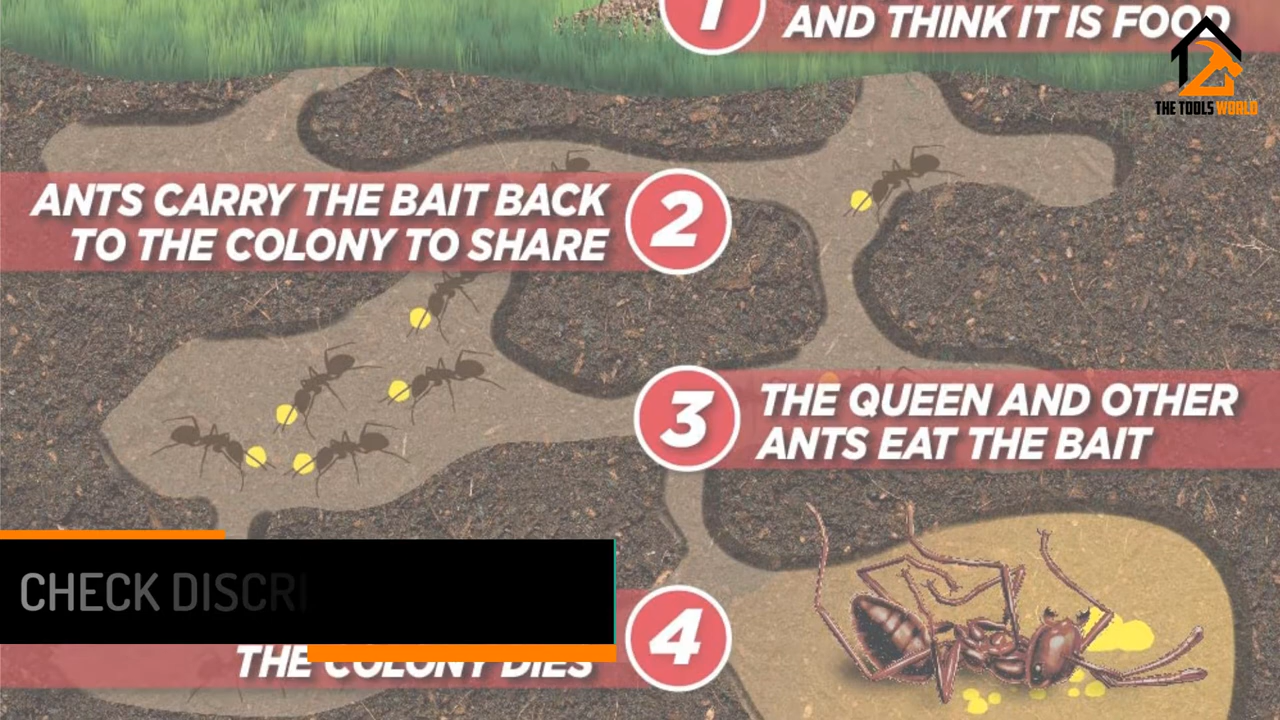 1
AND THINK IT IS FOOD
THE TOOLS WORLD
ANTS CARRY THE BAIT BACK
TO THE COLONY TO SHARE
2
3
THE QUEEN AND OTHER
ANTS EAT THE BAIT
CHECK DISCRI
4
THE COLONY DIES